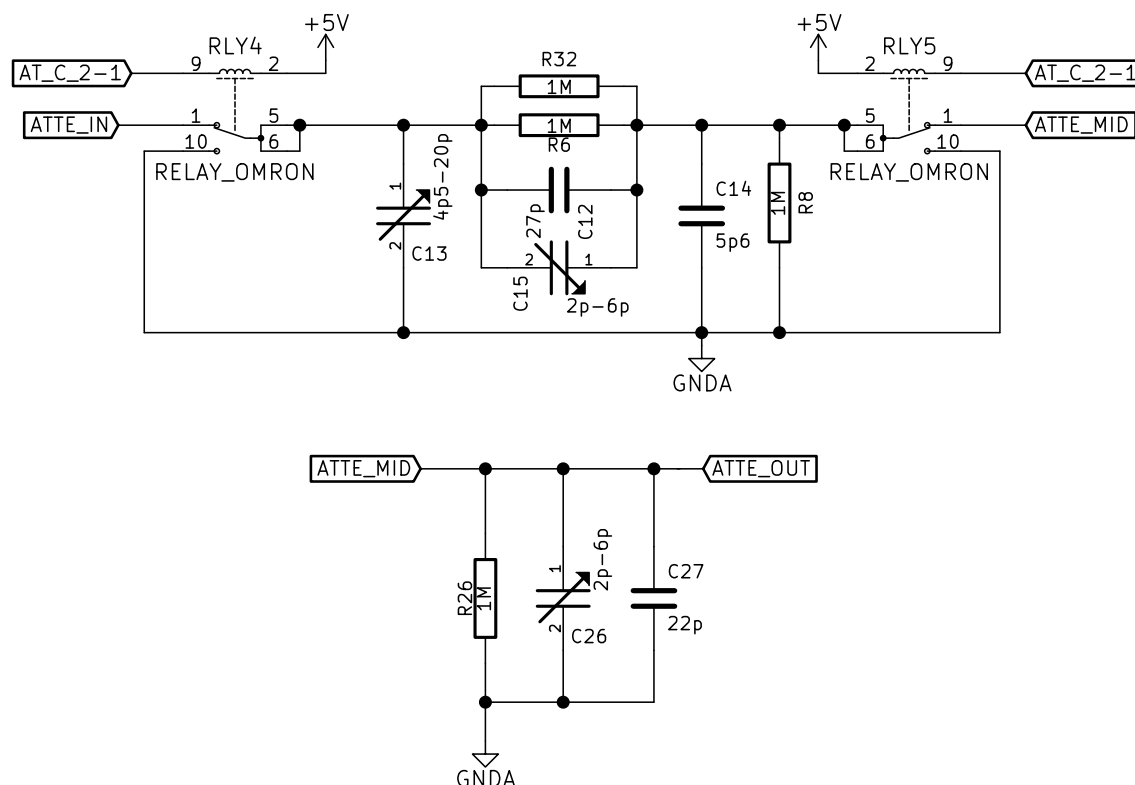 +5V
+5V
RLY4
RLY5
R32
AT_C_2-1
9
2
2
9
AT_C_2-1
1M
ATTE_IN
1
5
1M
5
1
ATTE_MID
10
6
R6
6
10
RELAY_OMRON
RELAY_OMRON
1
4p5-20p
2
C13
27p
C12
C14
5p6
1M
R8
2
1
C15
2p-6p
GNDA
ATTE_MID
ATTE_OUT
R26
1M
1
2p-6p
2
C26
C27
22p
GNDA